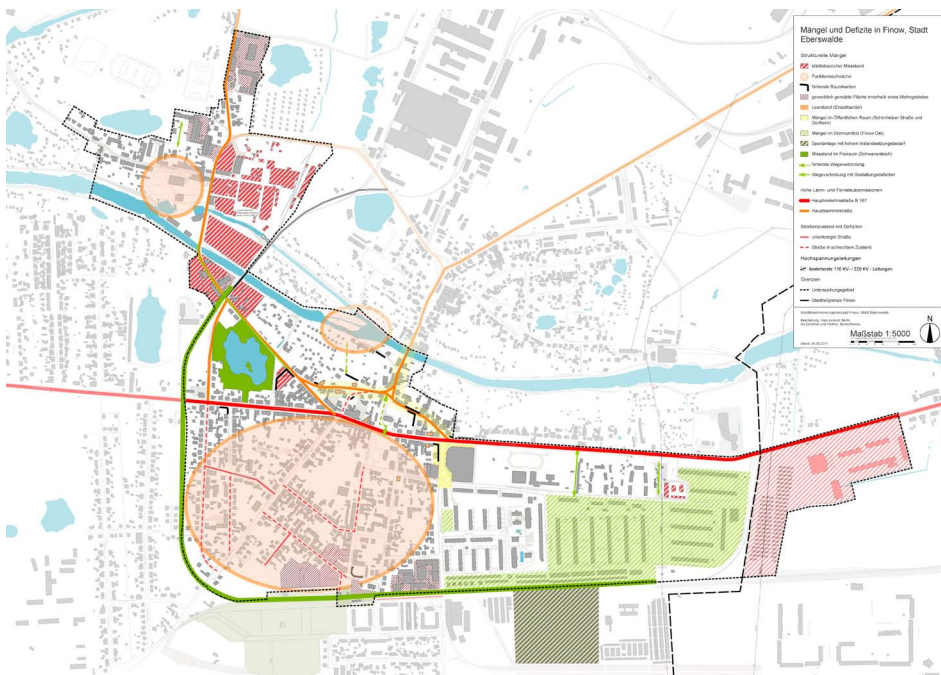 Mängel und Defizite in Finow, Stadt
Eberswalde
Strukturelle Mängel
städtebaulicher Missstand
Funktionsschwäche
fehlende Raumkanten
gewerblich genutzte Fläche innerhalb eines Wohngebietes
Leerstand (Einzelhandel)
Mängel im Öffentlichen Raum (Schönholzer Straße und
Dorfkern)
Mängel im Wohnumfeld (Finow Ost)
Sportanlage mit hohem Instandsetzungsbedarf
Missstand im Freiraum (Schwanenteich)
fehlende Wegeverbindung
Wegeverbindung mit Gestaltungsdefiziten
Hohe Lärm- und Feinstaubemissionen
Hauptverkehrsstraße B 167
Hauptsammelstraße
Straßenzustand mit Defiziten
unbefestigte Straße
Straße in schlechtem Zustand
Hochspannungsleitungen
bestehende 110 KV- / 220 KV - Leitungen
Grenzen
Untersuchungsgebiet
Stadtteilgrenze Finow
N
Maßstab 1:5000